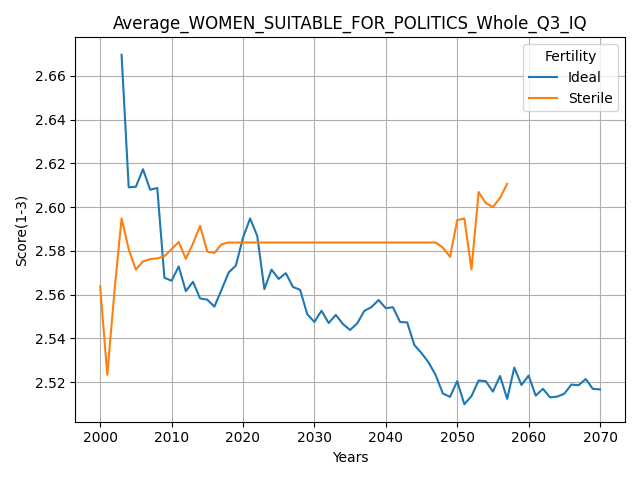 Average_WOMEN_SUITABLE_FOR_POLITICS_Whole_Q3_IQ
Fertility
Ideal
Sterile
Score(1-3)
2.66
2.64
2.62
2.60
2.58
2.56
2.54
2.52
2000
2010
2020
2030
2040
2050
2060
2070
Years